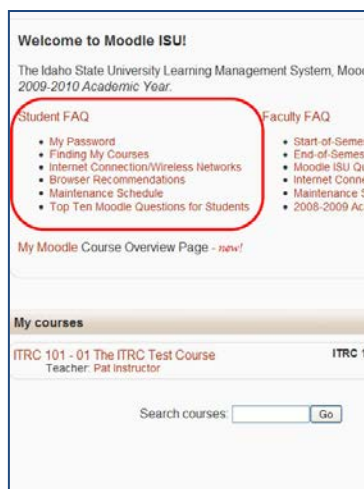 Welcome to Moodle ISU!
The Idaho State University Learning Management System, Mood
2009-2010 Academic Year.
Student FAQ
• My Password
• Finding My Courses
• Internet Connection/Wireless Networks
• Browser Recommendations
• Maintenance Schedule
• Top Ten Moodle Questions for Students
Faculty FAQ
• Start-of-Semes
• End-of-Semes
• Moodle ISU Qu
• Internet Conne
• Maintenance S
• 2008-2009 Ac
My Moodle Course Overview Page - new!
My courses
ITRC 101 - 01 The ITRC Test Course
ITRC 1
Teacher: Pat Instructor
Search courses:
Go